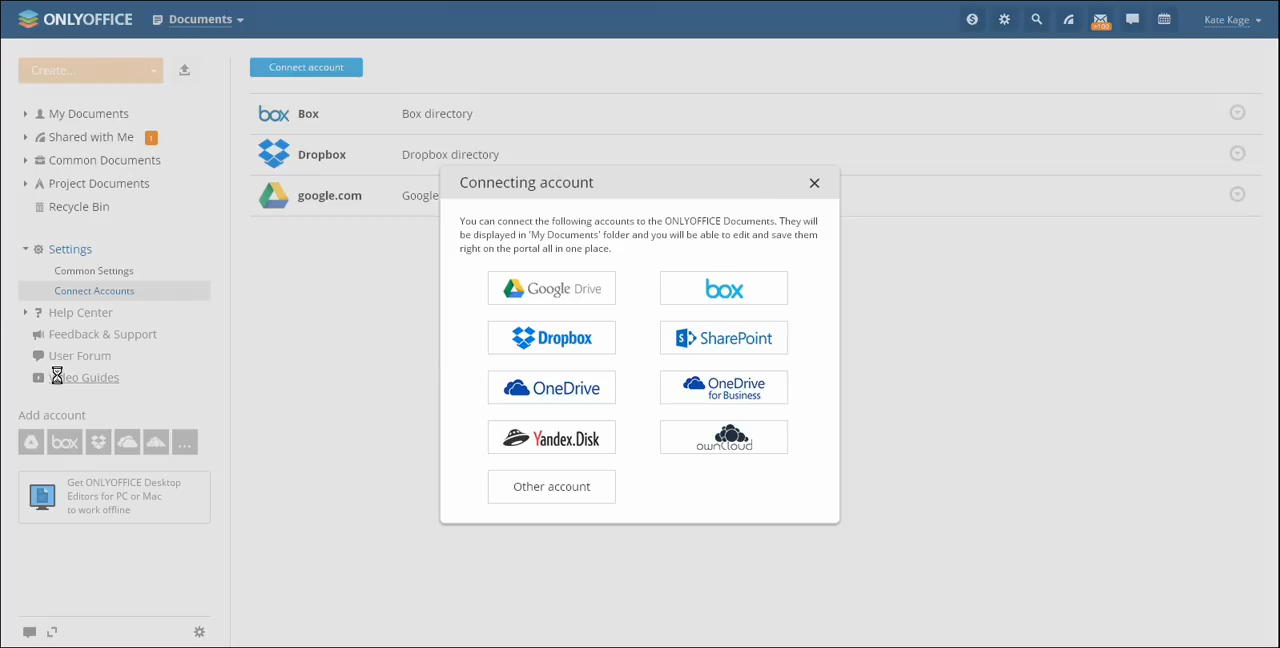 ONLYOFFICE
Documents
+100
Kate Kage
Create...
Connect account
My Documents
Shared with Me 1
Common Documents
Project Documents
Recycle Bin
Settings
Common Settings
Connect Accounts
Help Center
Feedback & Support
User Forum
Video Guides
Add account
box
...
Get ONLYOFFICE Desktop
Editors for PC or Mac
to work offline
box Box Box directory
Dropbox Dropbox directory
google.com Google
Connecting account
You can connect the following accounts to the ONLYOFFICE Documents. They will
be displayed in 'My Documents' folder and you will be able to edit and save them
right on the portal all in one place.
Google Drive
box
Dropbox
S SharePoint
OneDrive
OneDrive
for Business
Yandex.Disk
ownCloud
Other account